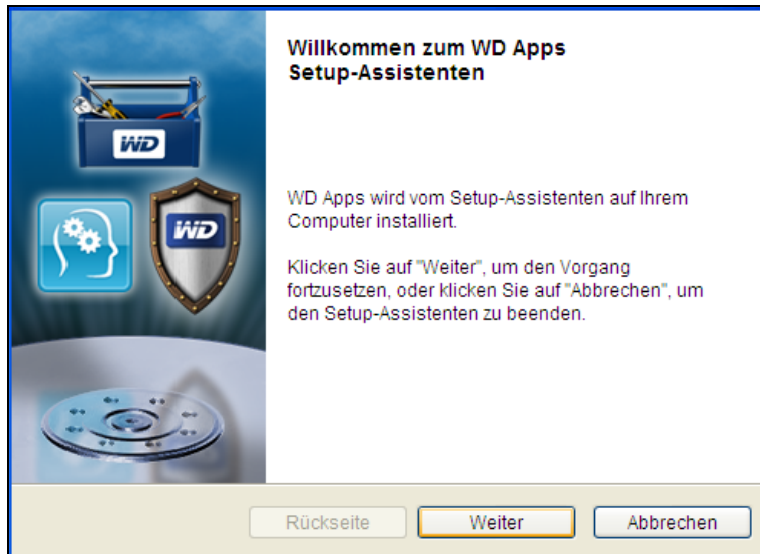 Willkommen zum WD Apps
Setup-Assistenten
WD
WD
WD Apps wird vom Setup-Assistenten auf Ihrem
Computer installiert.
Klicken Sie auf "Weiter", um den Vorgang
fortzusetzen, oder klicken Sie auf "Abbrechen", um
den Setup-Assistenten zu beenden.
Rückseite
Weiter
Abbrechen